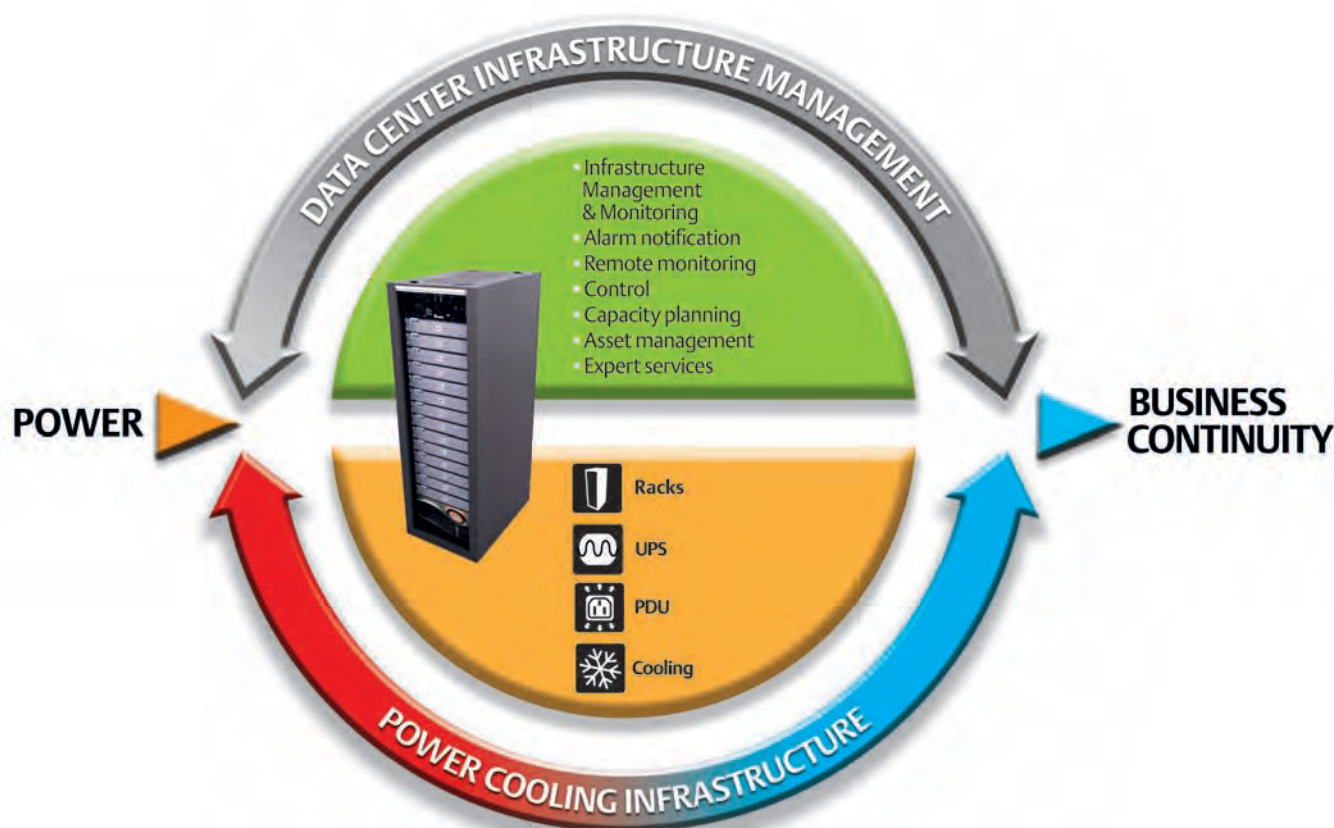 DATA CENTER INFRASTRUCTURE MANAGEMENT
• Infrastructure
Management
& Monitoring
• Alarm notification
• Remote monitoring
• Control
• Capacity planning
• Asset management
• Expert services
POWER
BUSINESS
CONTINUITY
Racks
UPS
PDU
Cooling
POWER COOLING INFRASTRUCTURE